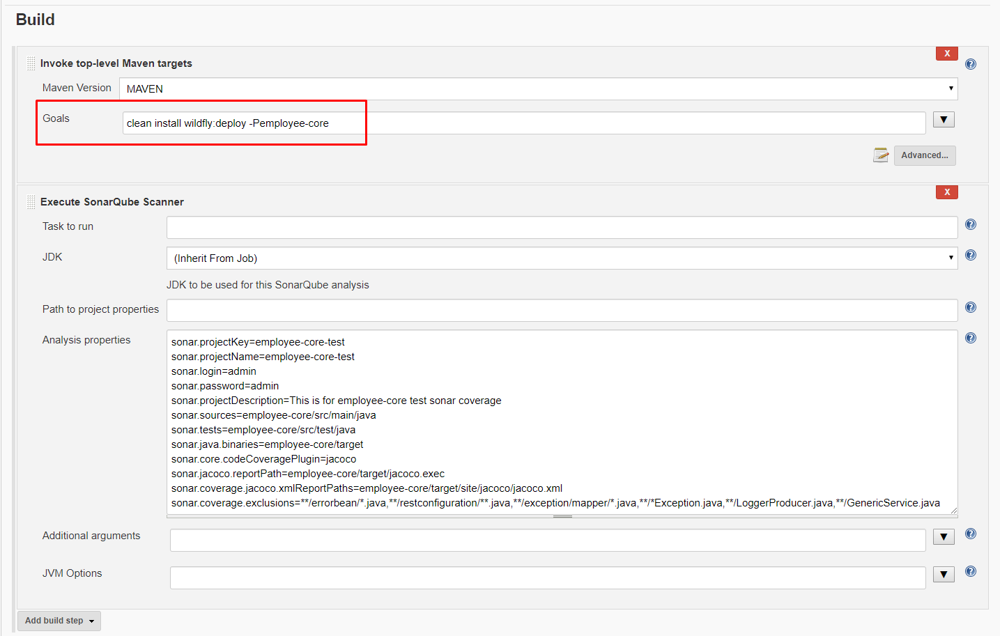 Build
Invoke top-level Maven targets
X
Maven Version
MAVEN
Goals
clean install wildfly:deploy -Pemployee-core
Advanced...
Execute SonarQube Scanner
X
Task to run
JDK
(Inherit From Job)
JDK to be used for this SonarQube analysis
Path to project properties
Analysis properties
sonar.projectKey=employee-core-test
sonar.projectName=employee-core-test
sonar.login=admin
sonar.password=admin
sonar.projectDescription=This is for employee-core test sonar coverage
sonar.sources=employee-core/src/main/java
sonar.tests=employee-core/src/test/java
sonar.java.binaries=employee-core/target
sonar.core.codeCoveragePlugin=jacoco
sonar.jacoco.reportPath=employee-core/target/jacoco.exec
sonar.coverage.jacoco.xmlReportPaths=employee-core/target/site/jacoco/jacoco.xml
sonar.coverage.exclusions=**/errorbean/*.java,**/restconfiguration/**.java,**/exception/mapper/*.java,**/*Exception.java,**/LoggerProducer.java,**/GenericService.java
Additional arguments
JVM Options
Add build step